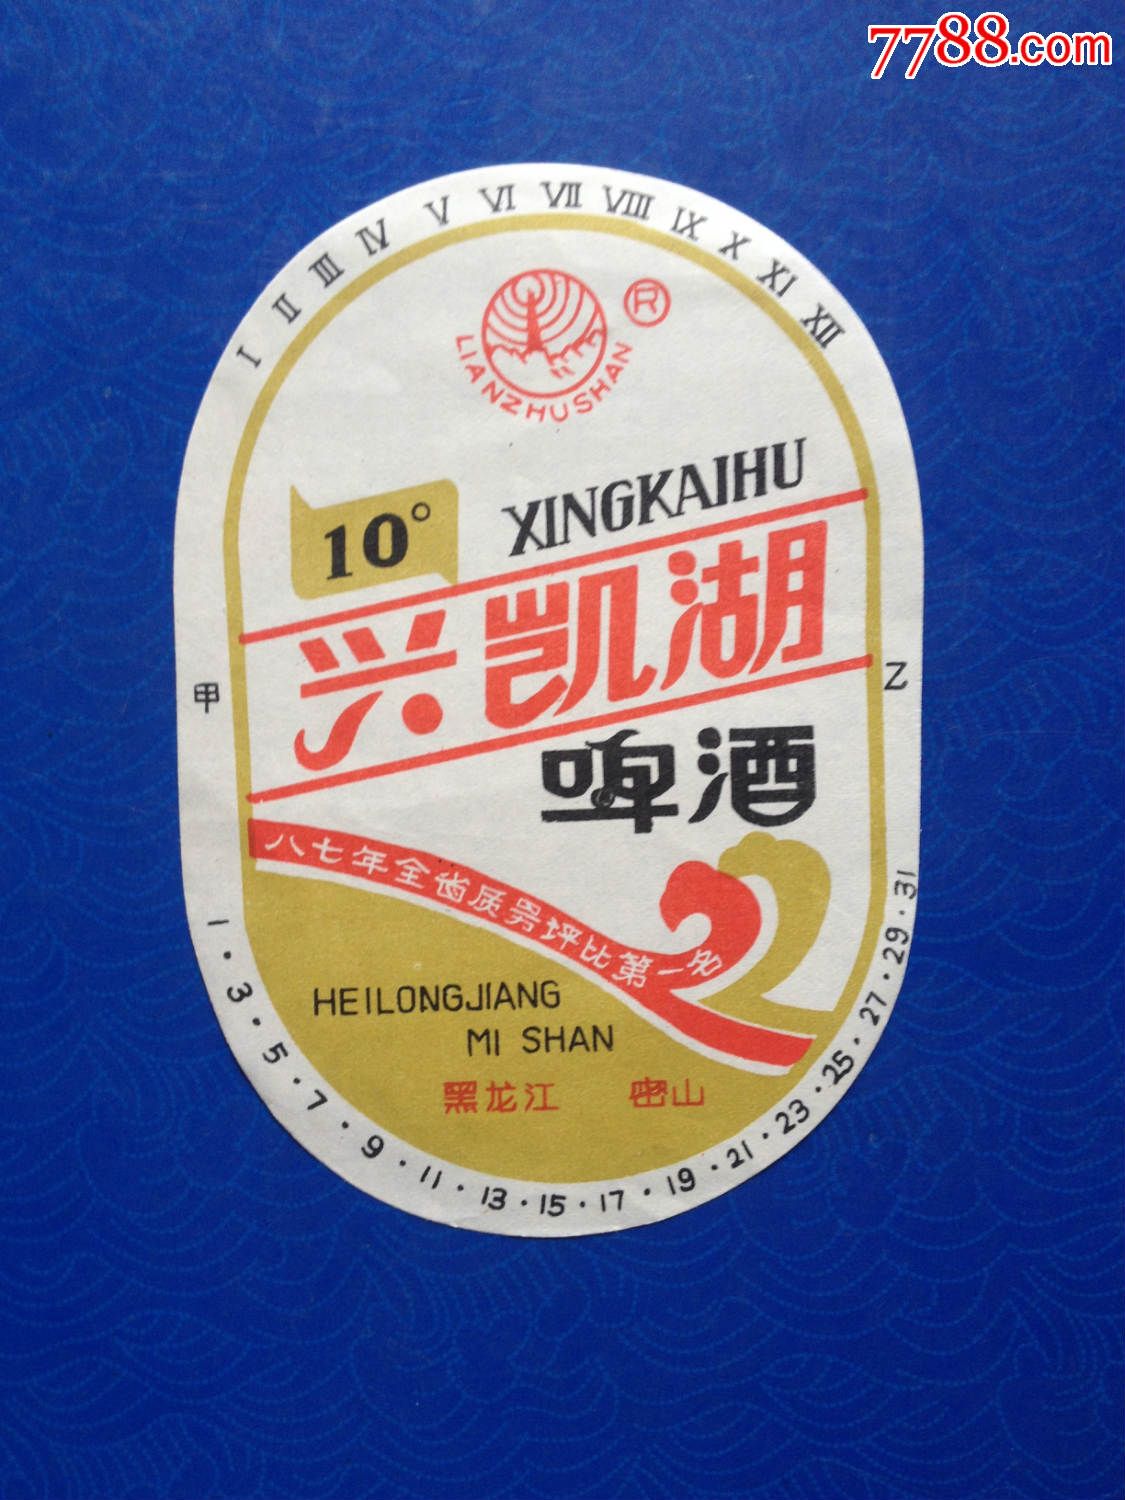 7788.com
I II III IV V VI VII VIII IX X XI XII
®
LIANZHUSHAN
10°
XINGKAIHU
兴凯湖
啤酒
甲
乙
八七年全省质另评比第一名
HEILONGJIANG
MI SHAN
黑龙江 密山
1·3·5·7·9·11·13·15·17·19·21·23·25·27·29·31